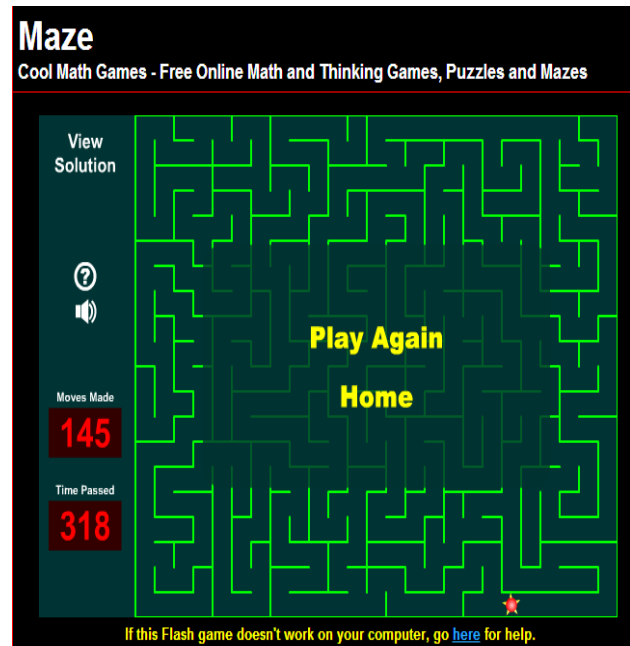 Maze
Cool Math Games - Free Online Math and Thinking Games, Puzzles and Mazes
View
Solution
?
Moves Made
145
Time Passed
318
Play Again
Home
If this Flash game doesn't work on your computer, go here for help.